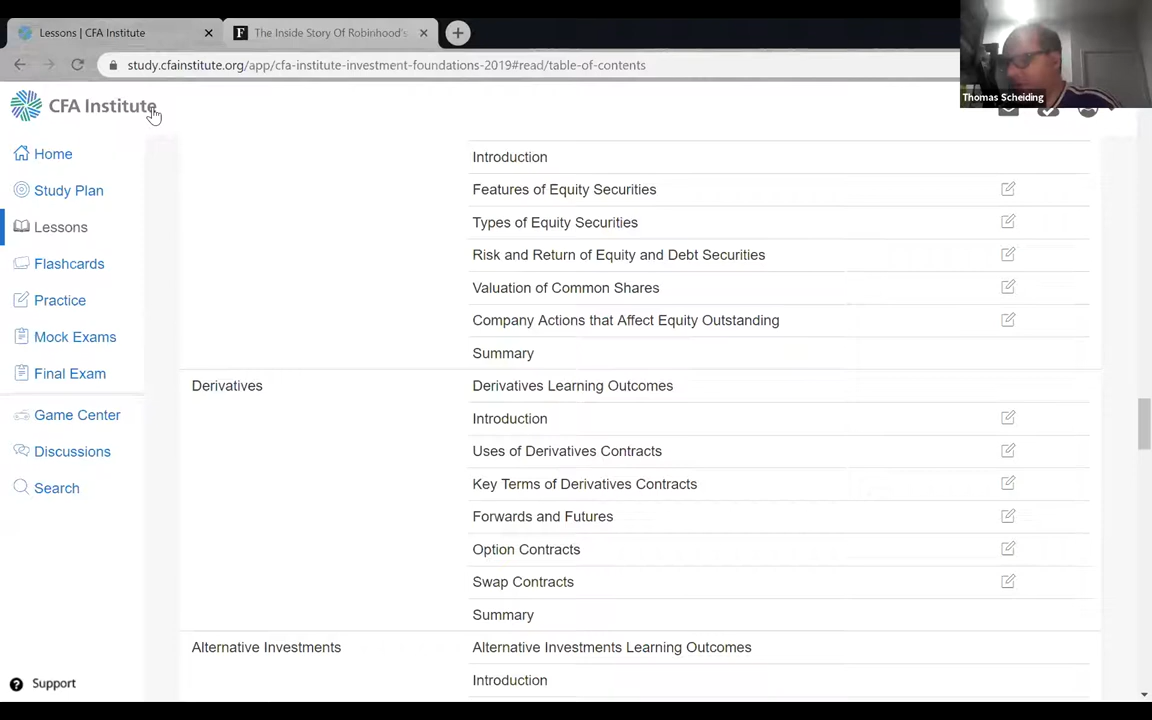 Lessons | CFA Institute
The Inside Story Of Robinhood's
study.cfainstitute.org/app/cfa-institute-investment-foundations-2019#read/table-of-contents
Thomas Scheiding
CFA Institute
Home
Study Plan
Lessons
Flashcards
Practice
Mock Exams
Final Exam
Game Center
Discussions
Search
Support
Introduction
Features of Equity Securities
Types of Equity Securities
Risk and Return of Equity and Debt Securities
Valuation of Common Shares
Company Actions that Affect Equity Outstanding
Summary
Derivatives
Derivatives Learning Outcomes
Introduction
Uses of Derivatives Contracts
Key Terms of Derivatives Contracts
Forwards and Futures
Option Contracts
Swap Contracts
Summary
Alternative Investments
Alternative Investments Learning Outcomes
Introduction